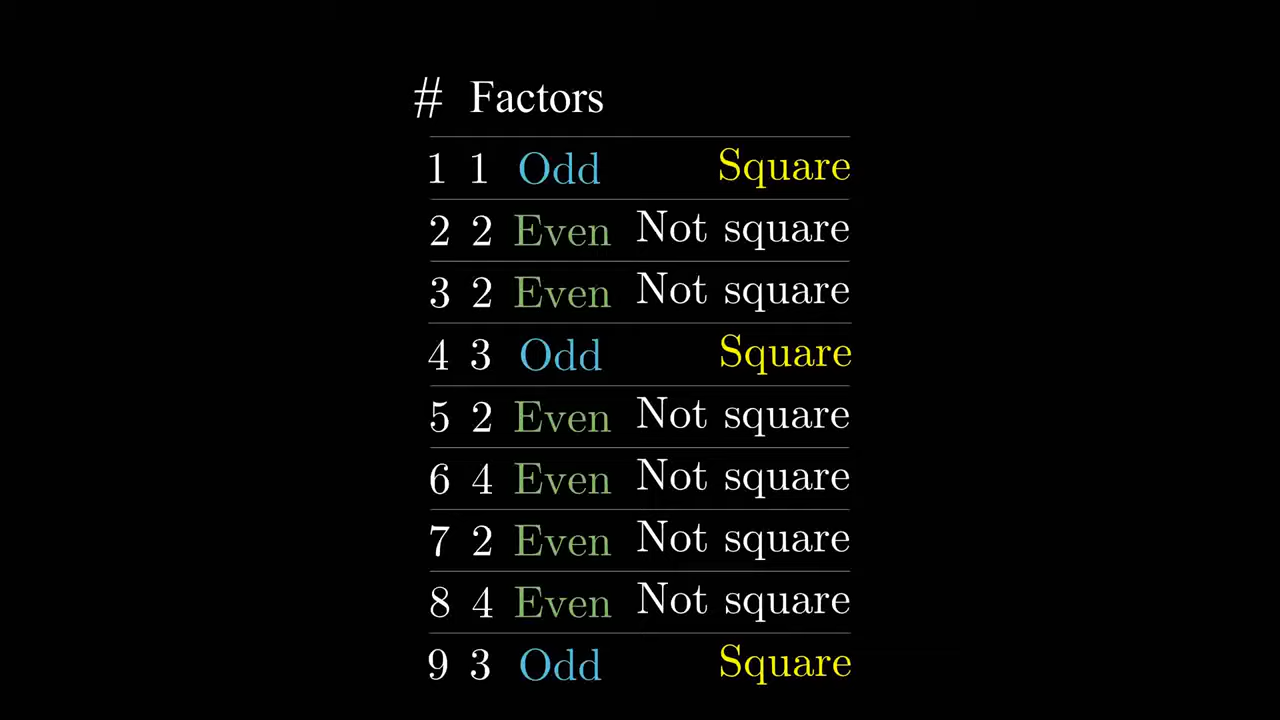 # Factors
1 1 Odd Square
2 2 Even Not square
3 2 Even Not square
4 3 Odd Square
5 2 Even Not square
6 4 Even Not square
7 2 Even Not square
8 4 Even Not square
9 3 Odd Square